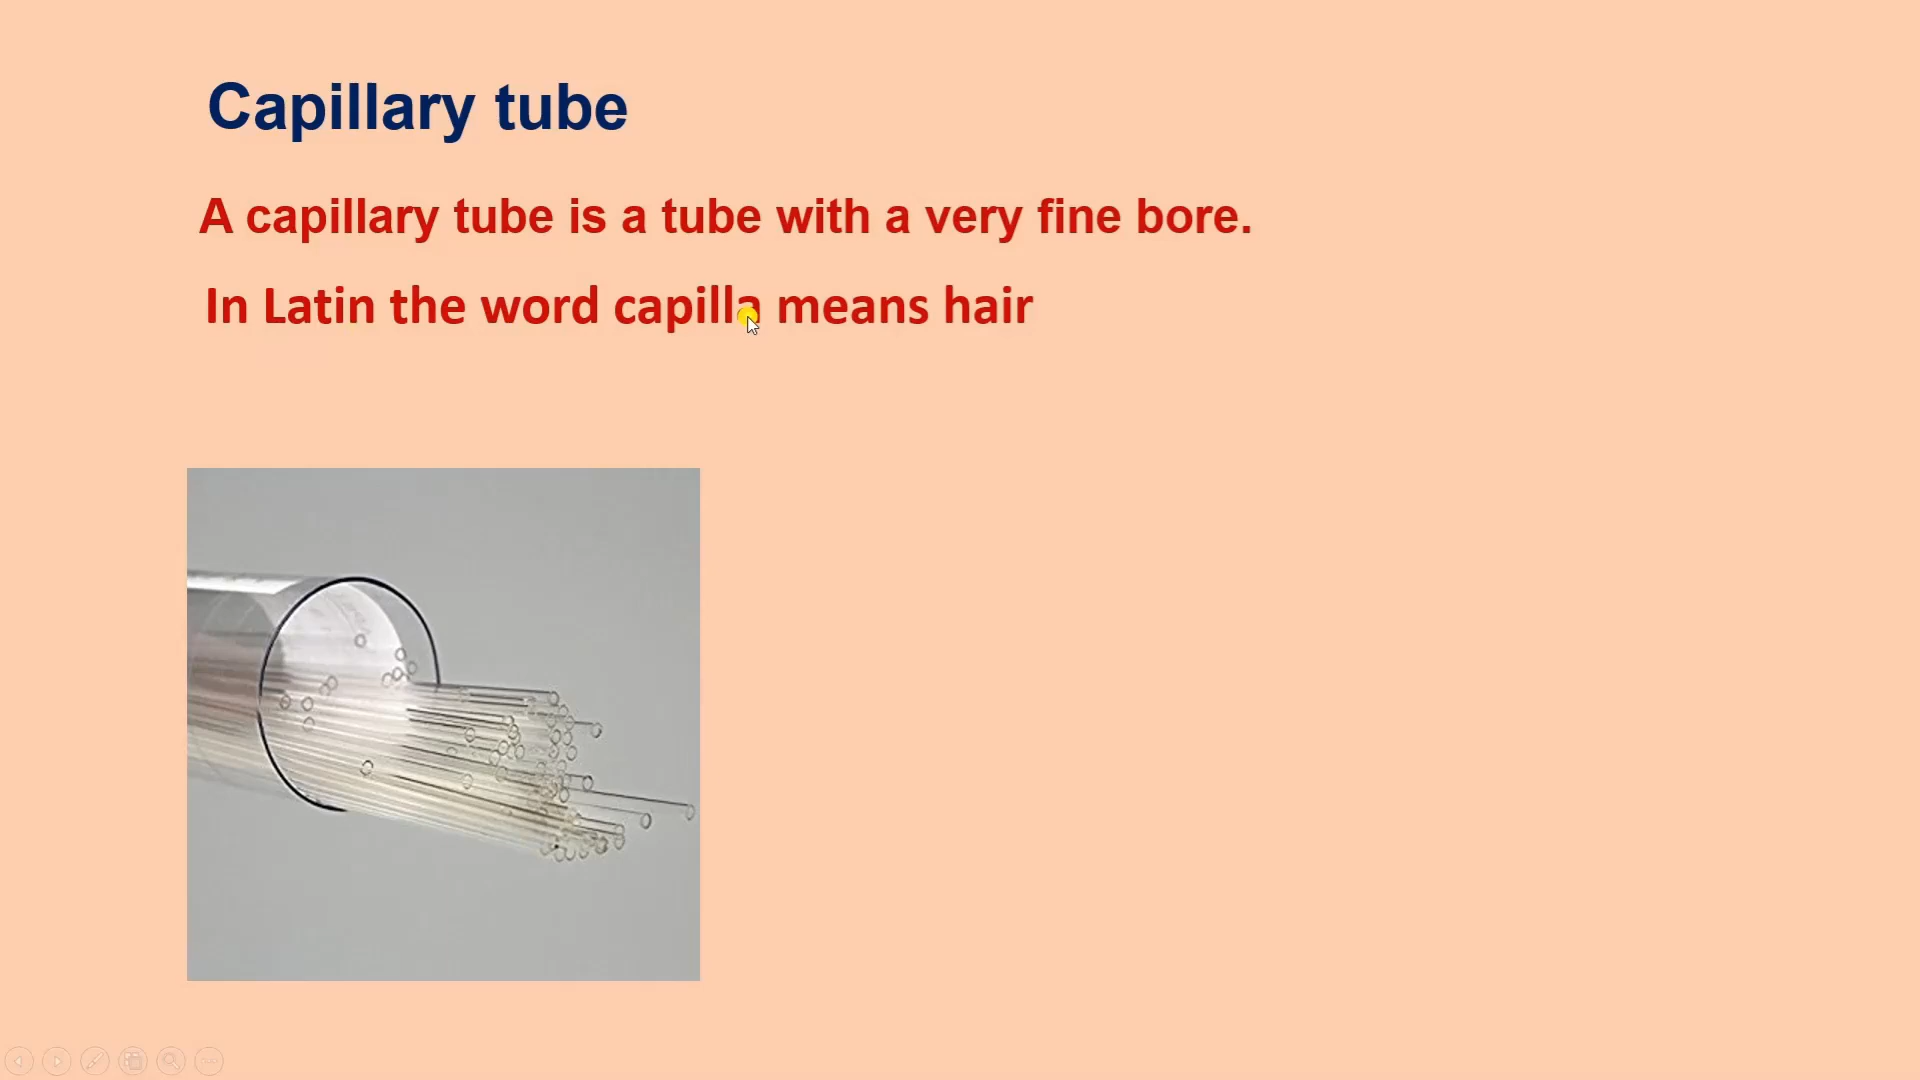 Capillary tube
A capillary tube is a tube with a very fine bore.
In Latin the word capilla means hair